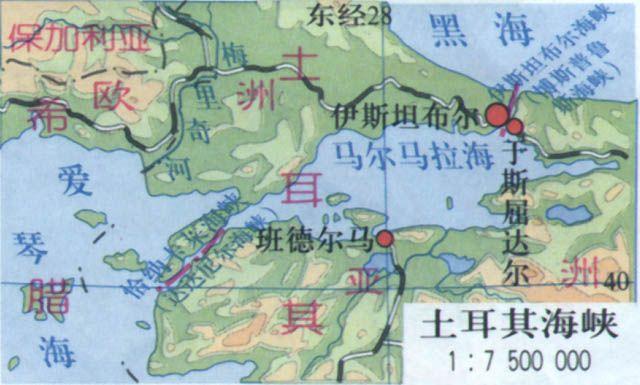 东经28
黑海
保加利亚
土耳其
梅里奇河
欧洲
希腊
伊斯坦布尔海峡
(博斯普鲁斯海峡)
伊斯坦布尔
马尔马拉海
于斯屈达尔
爱琴海
恰纳卡莱海峡
(达达尼尔海峡)
班德尔马
亚洲
40
土耳其海峡
1:7 500 000